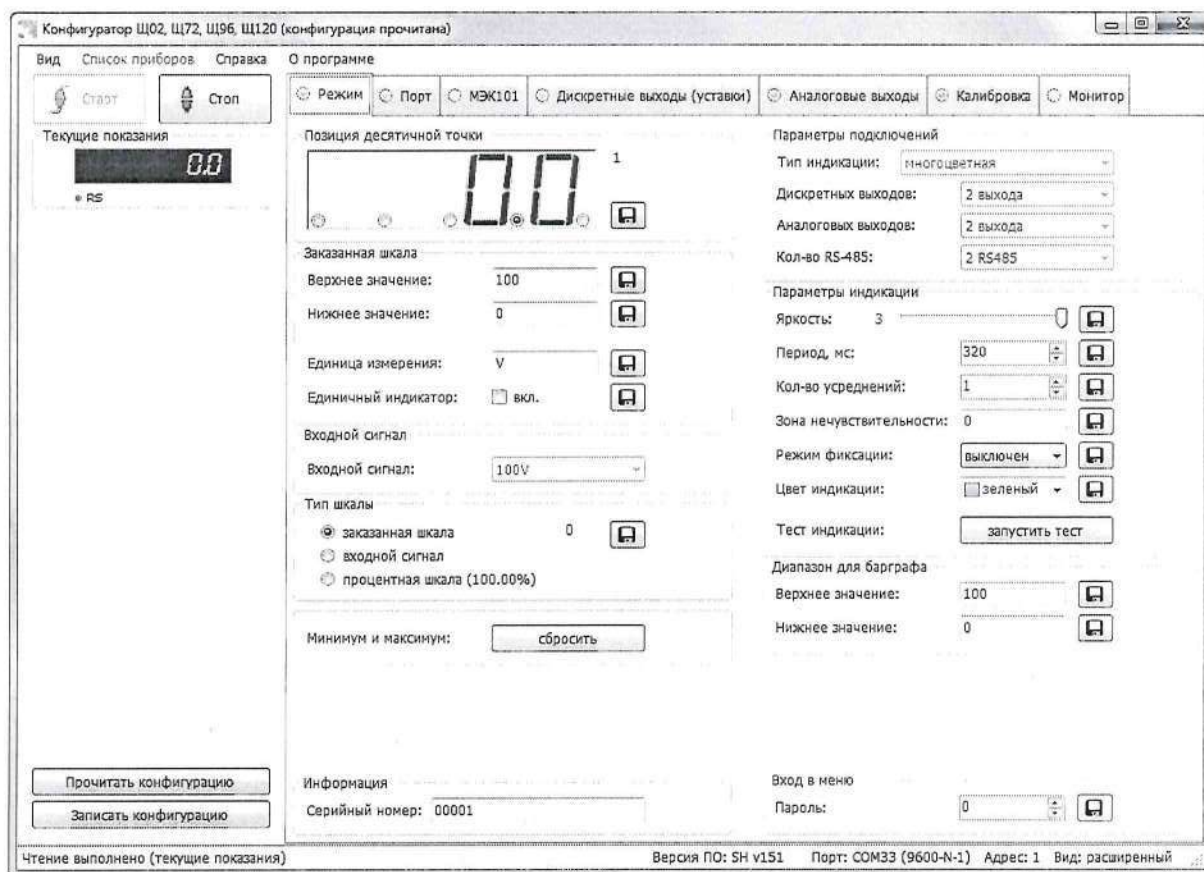 Конфигуратор Щ02, Щ72, Щ96, Щ120 (конфигурация прочитана)
Вид Список приборов Справка О программе
Старт Стоп
Режим Порт МЭК101 Дискретные выходы (уставки) Аналоговые выходы Калибровка Монитор
Текущие показания
0.0
RS
Позиция десятичной точки
0.0
1
Заказанная шкала
Верхнее значение: 100
Нижнее значение: 0
Единица измерения: V
Единичный индикатор: вкл.
Входной сигнал
Входной сигнал: 100V
Тип шкалы
заказанная шкала 0
входной сигнал
процентная шкала (100.00%)
Минимум и максимум: сбросить
Информация
Серийный номер: 00001
Параметры подключений
Тип индикации: многоцветная
Дискретных выходов: 2 выхода
Аналоговых выходов: 2 выхода
Кол-во RS-485: 2 RS485
Параметры индикации
Яркость: 3
Период, мс: 320
Кол-во усреднений: 1
Зона нечувствительности: 0
Режим фиксации: выключен
Цвет индикации: зеленый
Тест индикации: запустить тест
Диапазон для барграфа
Верхнее значение: 100
Нижнее значение: 0
Вход в меню
Пароль: 0
Прочитать конфигурацию
Записать конфигурацию
Чтение выполнено (текущие показания) Версия ПО: SH v151 Порт: COM33 (9600-N-1) Адрес: 1 Вид: расширенный